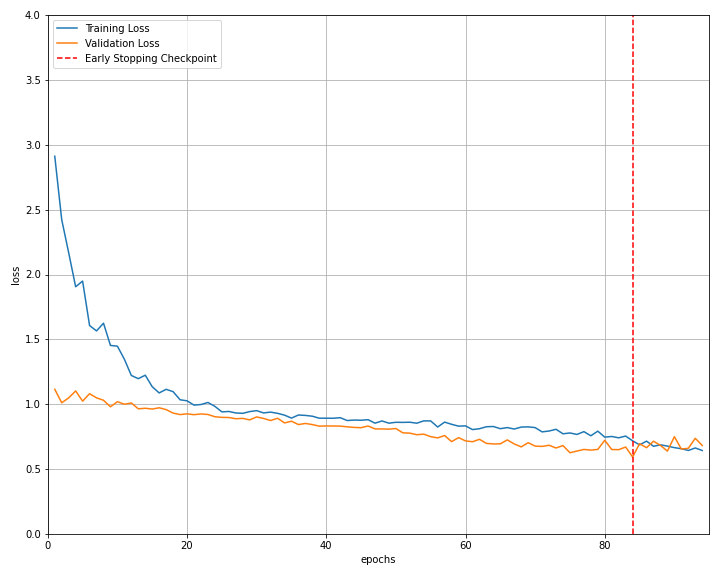 4.0
3.5
3.0
2.5
2.0
1.5
1.0
0.5
0.0
loss
Training Loss
Validation Loss
Early Stopping Checkpoint
0 20 40 60 80
epochs